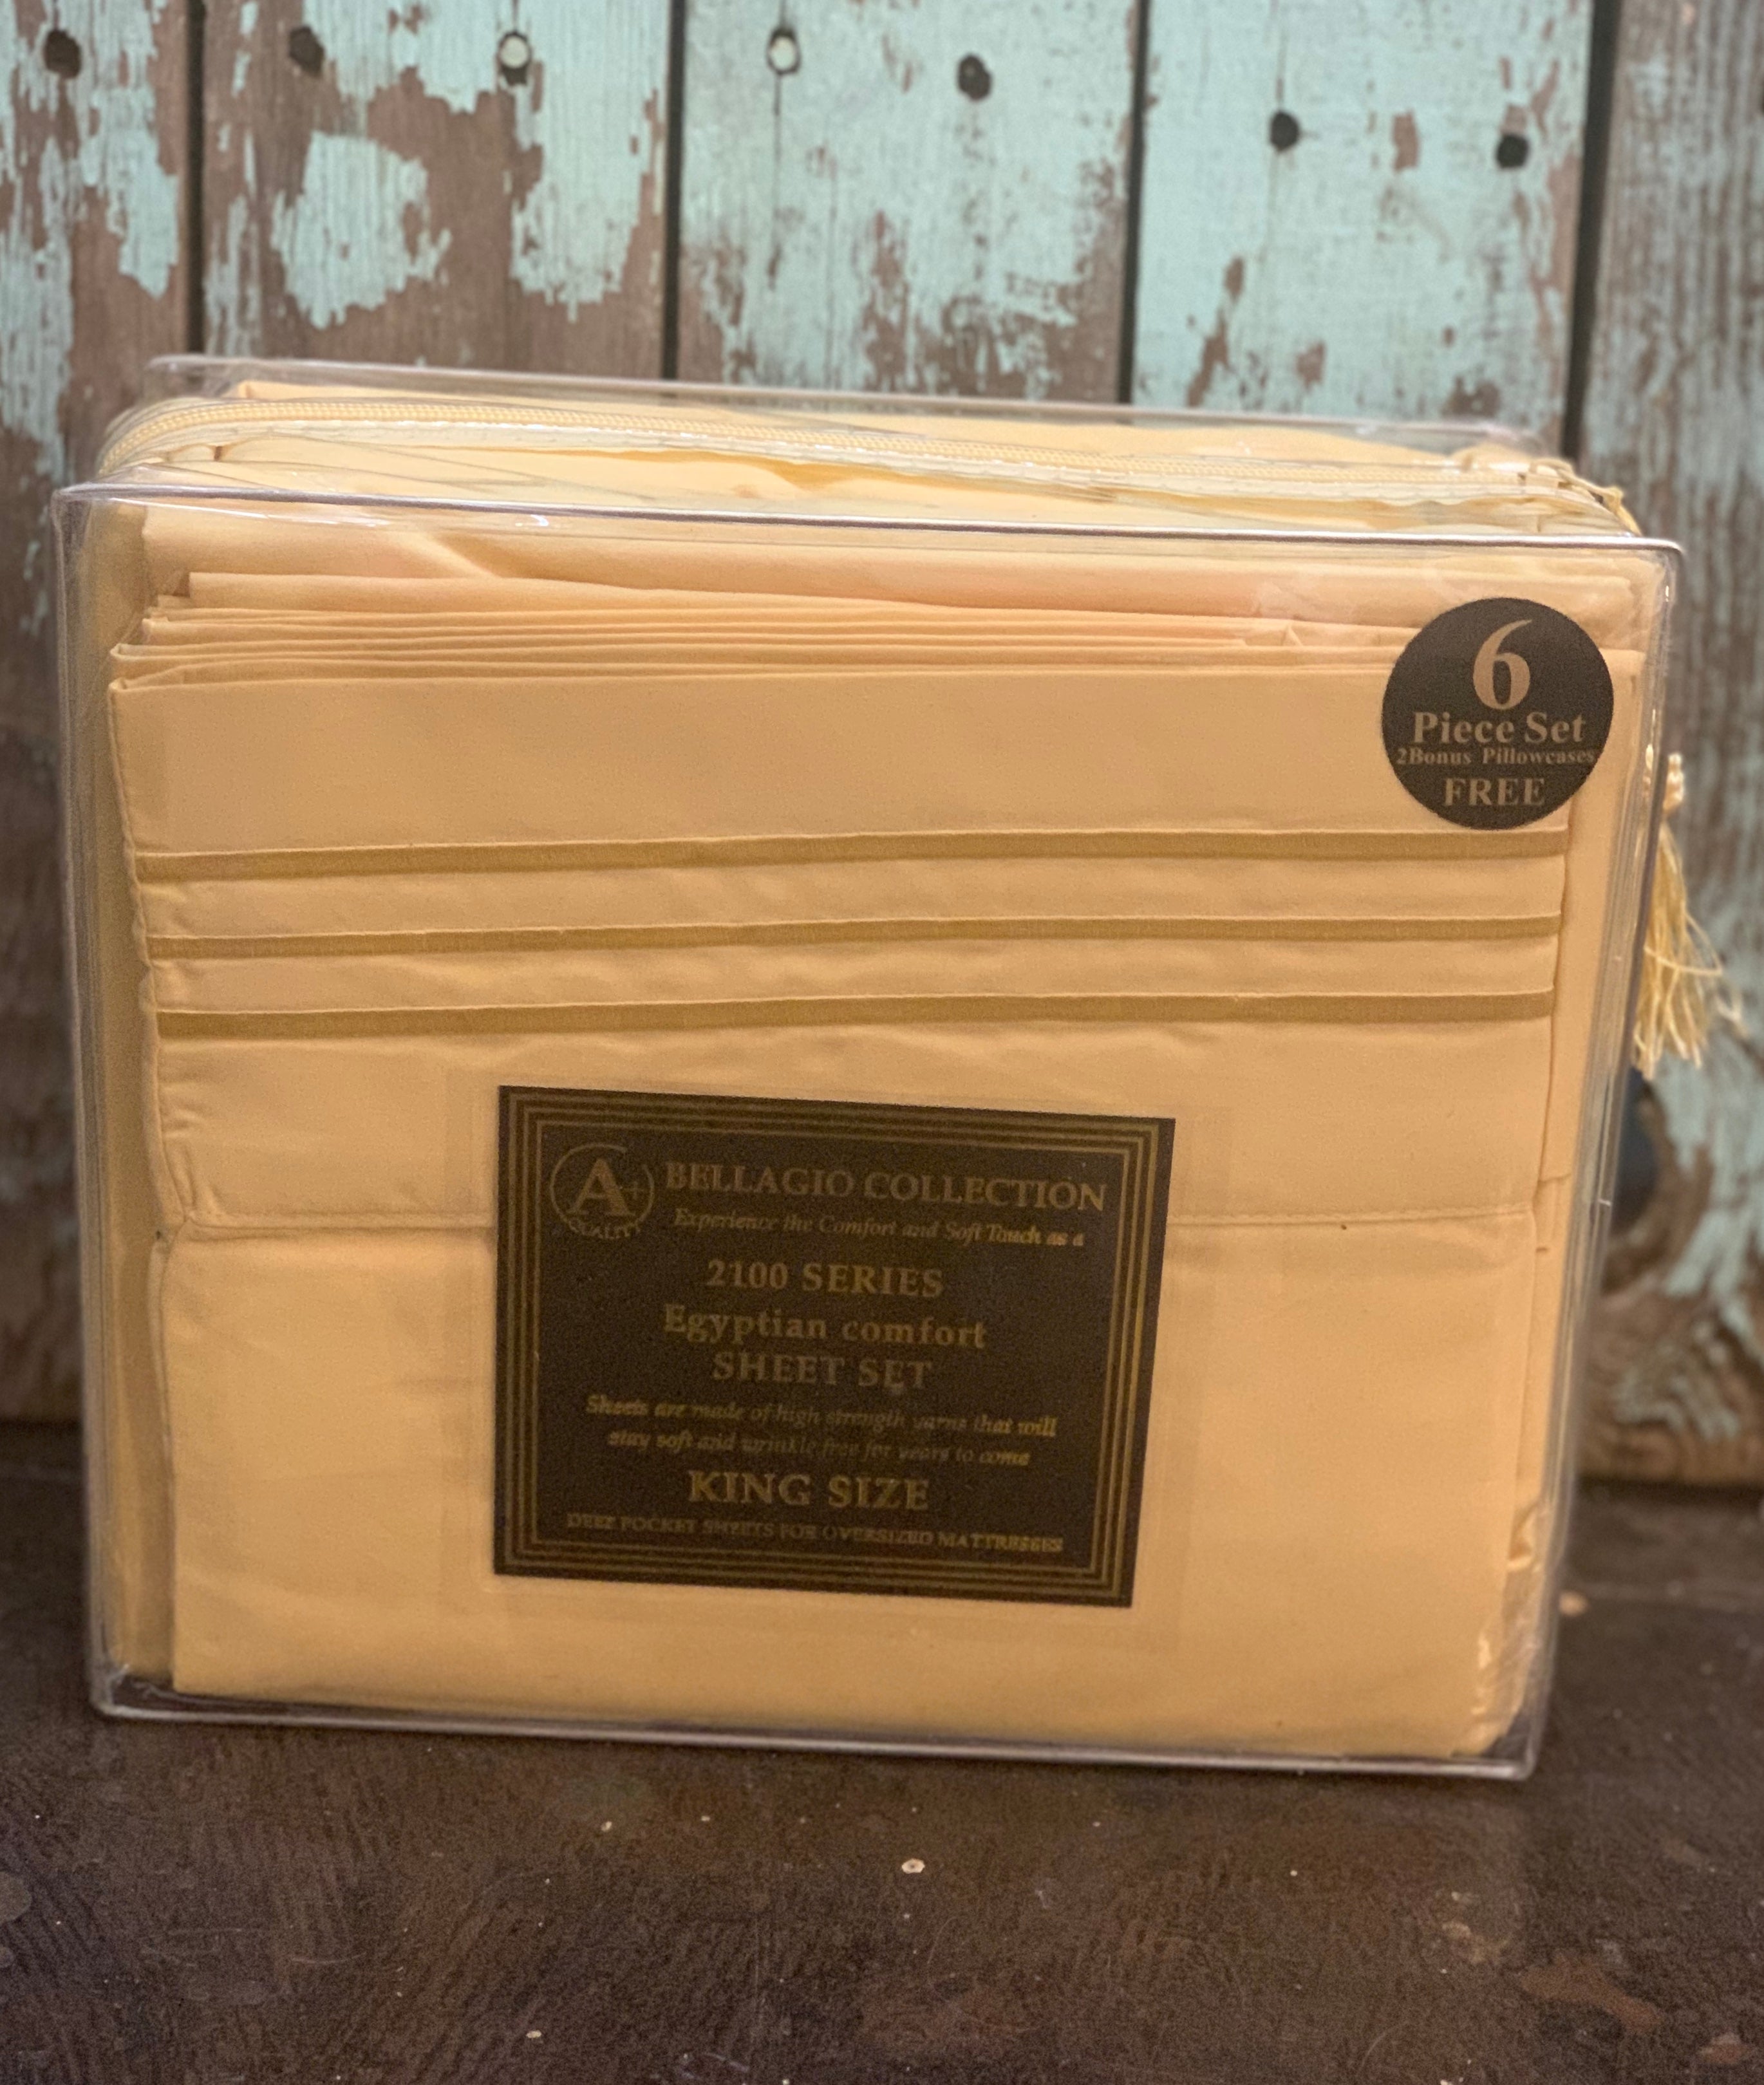 6
Piece Set
2Bonus Pillowcases
FREE
A+
QUALITY
BELLAGIO COLLECTION
Experience the Comfort and Soft Touch as a
2100 SERIES
Egyptian comfort
SHEET SET
Sheets are made of high strength yarns that will
stay soft and wrinkle free for years to come
KING SIZE
DEEP POCKET SHEETS FOR OVERSIZED MATTRESSES